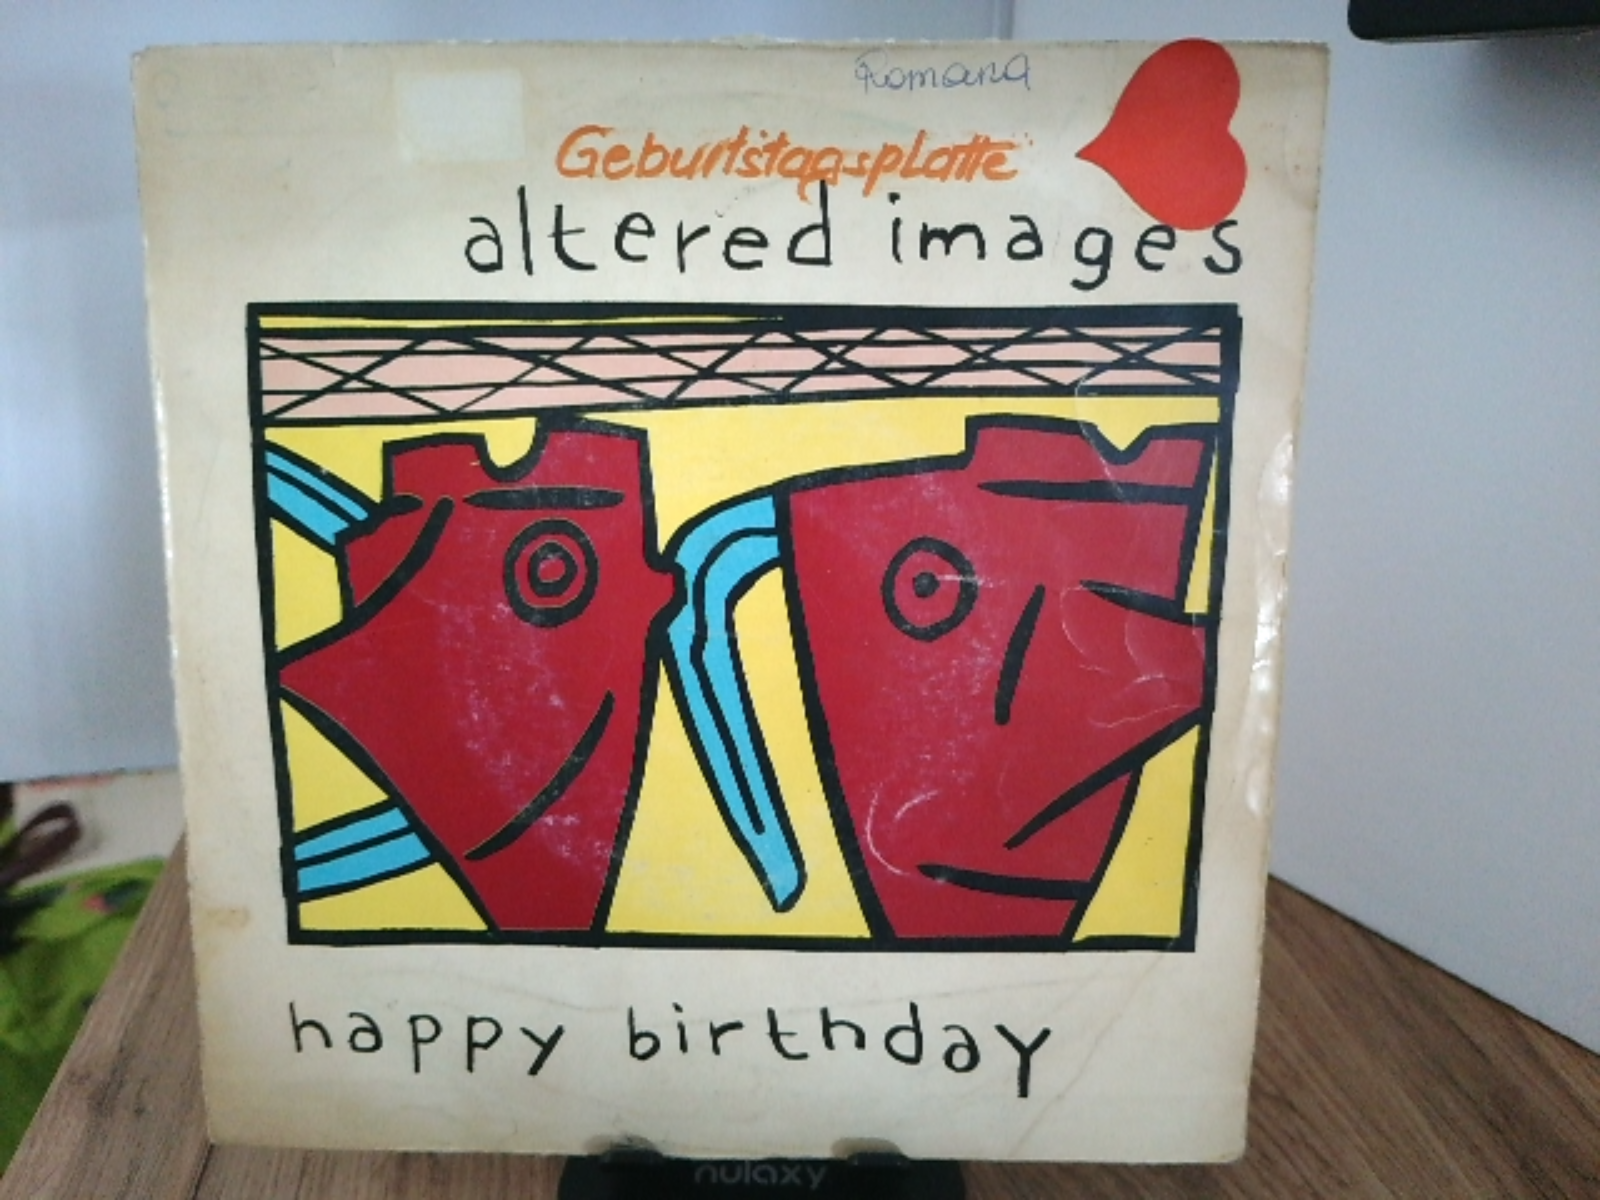 Romana
Geburtstagsplatte
altered images
happy birthday
nulaxy